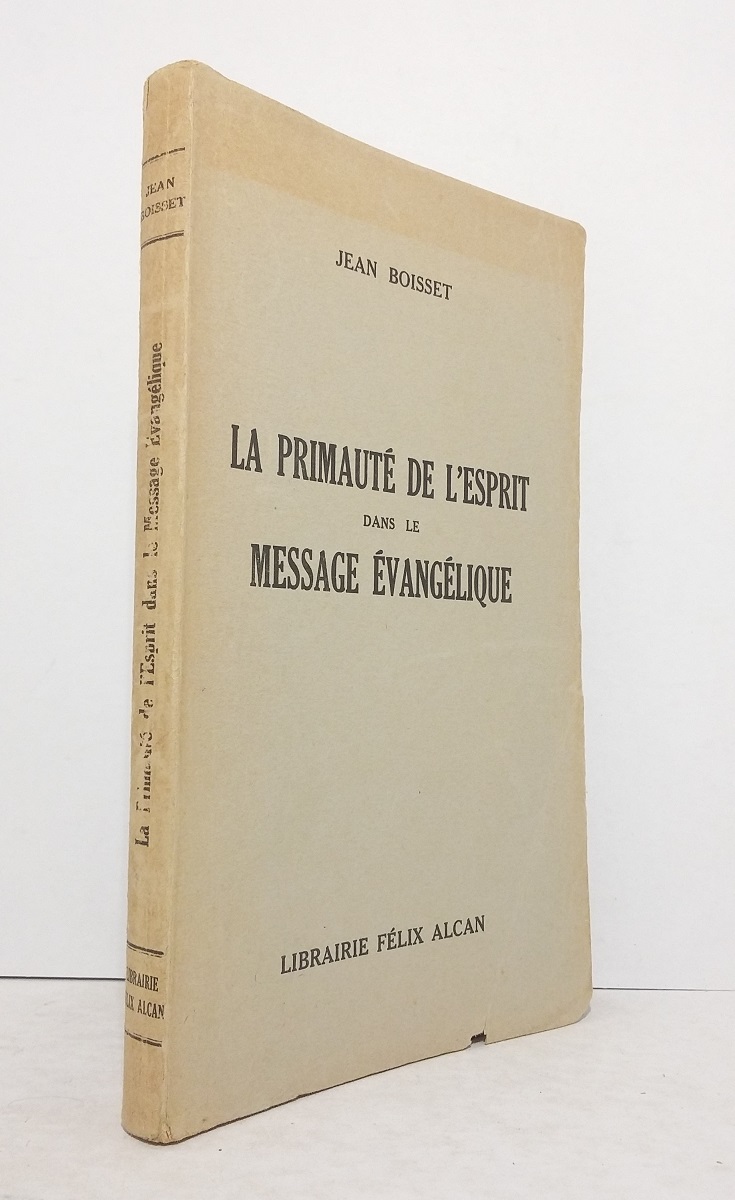 JEAN BOISSET
LA PRIMAUTÉ DE L'ESPRIT
DANS LE
MESSAGE ÉVANGÉLIQUE
LIBRAIRIE FÉLIX ALCAN
JEAN
BOISSET
La Primauté de l'Esprit dans le Message Évangélique
LIBRAIRIE
FÉLIX ALCAN